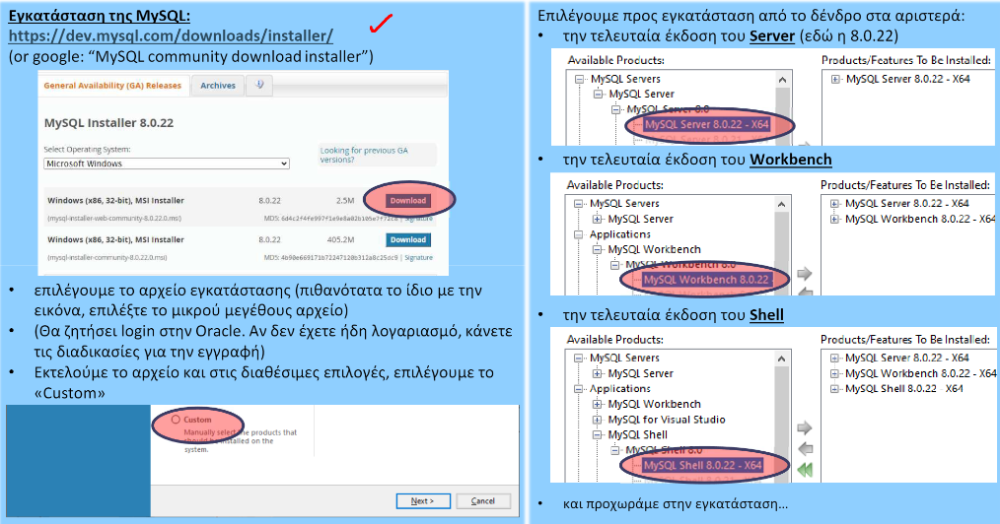 Εγκατάσταση της MySQL:
https://dev.mysql.com/downloads/installer/
(or google: “MySQL community download installer”)
General Availability (GA) Releases
Archives
MySQL Installer 8.0.22
Select Operating System:
Microsoft Windows
Looking for previous GA
versions?
Windows (x86, 32-bit), MSI Installer 8.0.22 2.5M Download
(mysql-installer-web-community-8.0.22.0.msi) MD5: | Signature
Windows (x86, 32-bit), MSI Installer 8.0.22 405.2M Download
(mysql-installer-community-8.0.22.0.msi) MD5: | Signature
• επιλέγουμε το αρχείο εγκατάστασης (πιθανότατα το ίδιο με την
εικόνα, επιλέξτε το μικρού μεγέθους αρχείο)
• (Θα ζητήσει login στην Oracle. Αν δεν έχετε ήδη λογαριασμό, κάνετε
τις διαδικασίες για την εγγραφή)
• Εκτελούμε το αρχείο και στις διαθέσιμες επιλογές, επιλέγουμε το
«Custom»
Custom
Manually select the products that
should be installed on the
system.
Next > Cancel
Επιλέγουμε προς εγκατάσταση από το δένδρο στα αριστερά:
• την τελευταία έκδοση του Server (εδώ η 8.0.22)
Available Products:
MySQL Servers
MySQL Server
MySQL Server 8.0
MySQL Server 8.0.22 - X64
Products/Features To Be Installed:
MySQL Server 8.0.22 - X64
• την τελευταία έκδοση του Workbench
Available Products:
MySQL Servers
MySQL Server
Applications
MySQL Workbench
MySQL Workbench 8.0
MySQL Workbench 8.0.22
Products/Features To Be Installed:
MySQL Server 8.0.22 - X64
MySQL Workbench 8.0.22 - X64
• την τελευταία έκδοση του Shell
Available Products:
MySQL Servers
MySQL Server
Applications
MySQL Workbench
MySQL for Visual Studio
MySQL Shell
MySQL Shell 8.0
MySQL Shell 8.0.22 - X64
Products/Features To Be Installed:
MySQL Server 8.0.22 - X64
MySQL Workbench 8.0.22 - X64
MySQL Shell 8.0.22 - X64
• και προχωράμε στην εγκατάσταση...